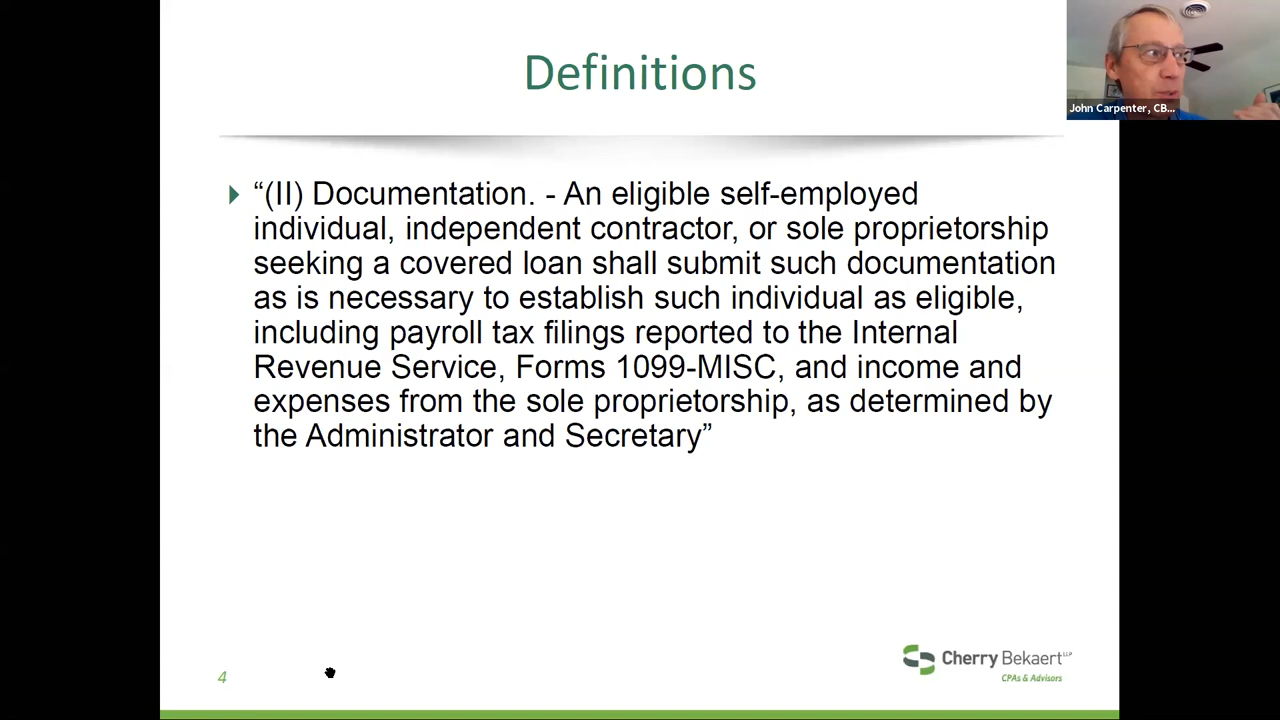 Definitions
John Carpenter, CB...
“(II) Documentation. - An eligible self-employed
individual, independent contractor, or sole proprietorship
seeking a covered loan shall submit such documentation
as is necessary to establish such individual as eligible,
including payroll tax filings reported to the Internal
Revenue Service, Forms 1099-MISC, and income and
expenses from the sole proprietorship, as determined by
the Administrator and Secretary”
4
Cherry Bekaert LLP
CPAs & Advisors